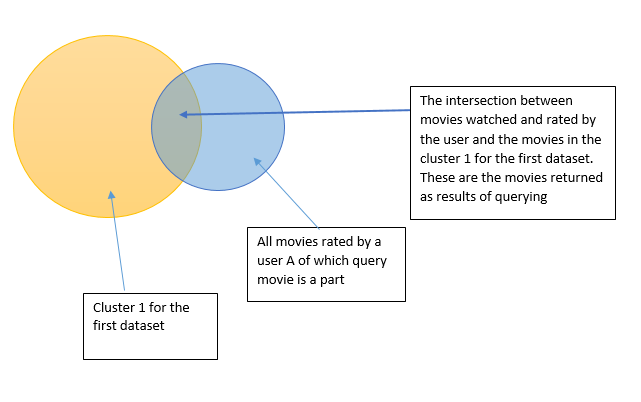 The intersection between
movies watched and rated by
the user and the movies in the
cluster 1 for the first dataset.
These are the movies returned
as results of querying
All movies rated by a
user A of which query
movie is a part
Cluster 1 for the
first dataset